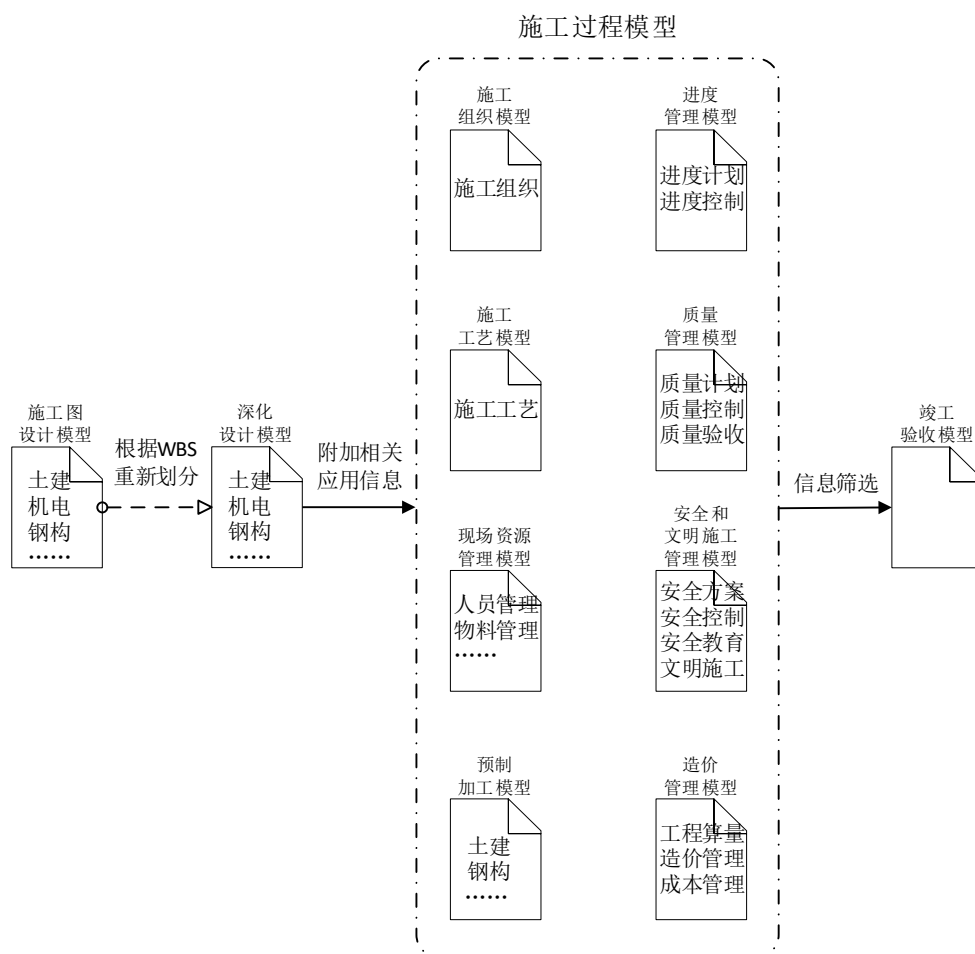 施工过程模型
施工
组织模型
施工组织
进度
管理模型
进度计划
进度控制
施工
工艺模型
施工工艺
质量
管理模型
质量计划
质量控制
质量验收
施工图
设计模型
土建
机电
钢构
……
根据WBS
重新划分
深化
设计模型
土建
机电
钢构
……
附加相关
应用信息
现场资源
管理模型
人员管理
物料管理
……
安全和
文明施工
管理模型
安全方案
安全控制
安全教育
文明施工
预制
加工模型
土建
钢构
……
造价
管理模型
工程算量
造价管理
成本管理
信息筛选
竣工
验收模型